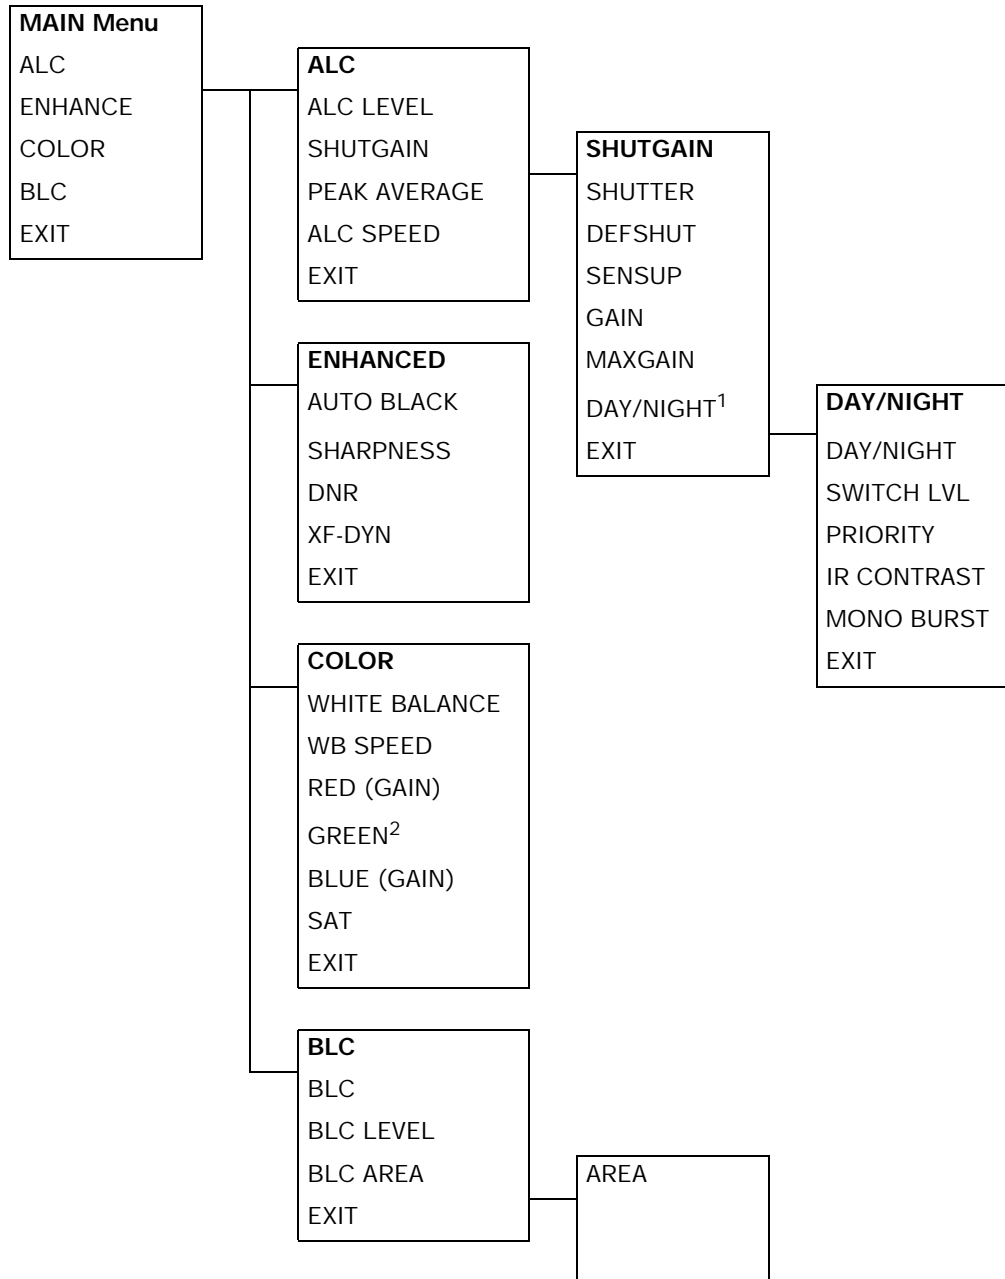 MAIN Menu
ALC
ENHANCE
COLOR
BLC
EXIT
ALC
ALC LEVEL
SHUTGAIN
PEAK AVERAGE
ALC SPEED
EXIT
SHUTGAIN
SHUTTER
DEFSHUT
SENSUP
GAIN
MAXGAIN
DAY/NIGHT1
EXIT
DAY/NIGHT
DAY/NIGHT
SWITCH LVL
PRIORITY
IR CONTRAST
MONO BURST
EXIT
ENHANCED
AUTO BLACK
SHARPNESS
DNR
XF-DYN
EXIT
COLOR
WHITE BALANCE
WB SPEED
RED (GAIN)
GREEN2
BLUE (GAIN)
SAT
EXIT
BLC
BLC
BLC LEVEL
BLC AREA
EXIT
AREA